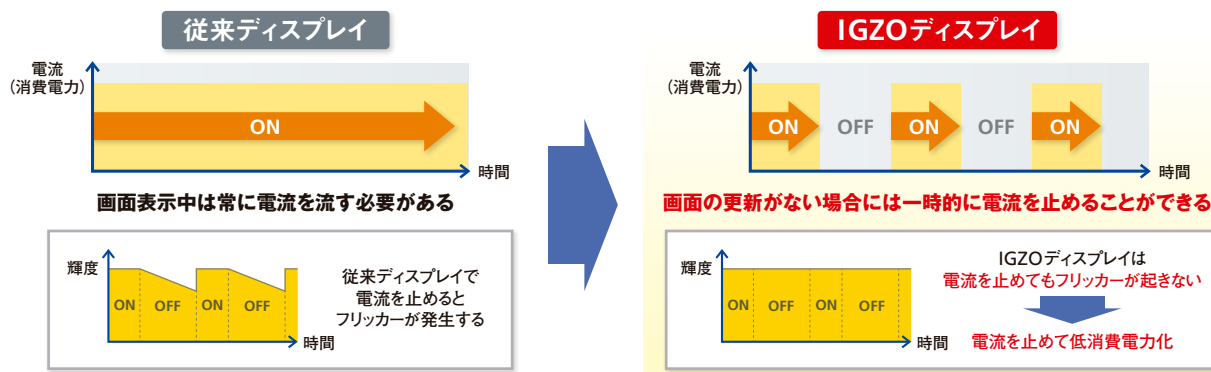 従来ディスプレイ
電流
(消費電力)
ON
時間
画面表示中は常に電流を流す必要がある
輝度
ON
OFF
ON
OFF
時間
従来ディスプレイで
電流を止めると
フリッカーが発生する
IGZOディスプレイ
電流
(消費電力)
ON
OFF
ON
OFF
ON
時間
画面の更新がない場合には一時的に電流を止めることができる
輝度
ON
OFF
ON
OFF
時間
IGZOディスプレイは
電流を止めてもフリッカーが起きない
電流を止めて低消費電力化